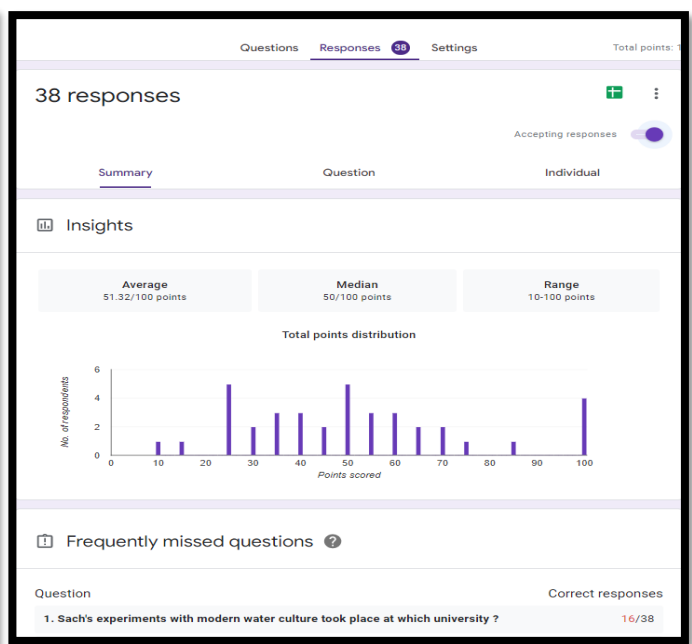 Questions Responses 38 Settings Total points: 1
38 responses
Accepting responses
Summary Question Individual
Insights
Average Median Range
51.32/100 points 50/100 points 10-100 points
Total points distribution
No. of respondents
6
4
2
0
0 10 20 30 40 50 60 70 80 90 100
Points scored
Frequently missed questions ?
Question Correct responses
1. Sach's experiments with modern water culture took place at which university ? 16/38